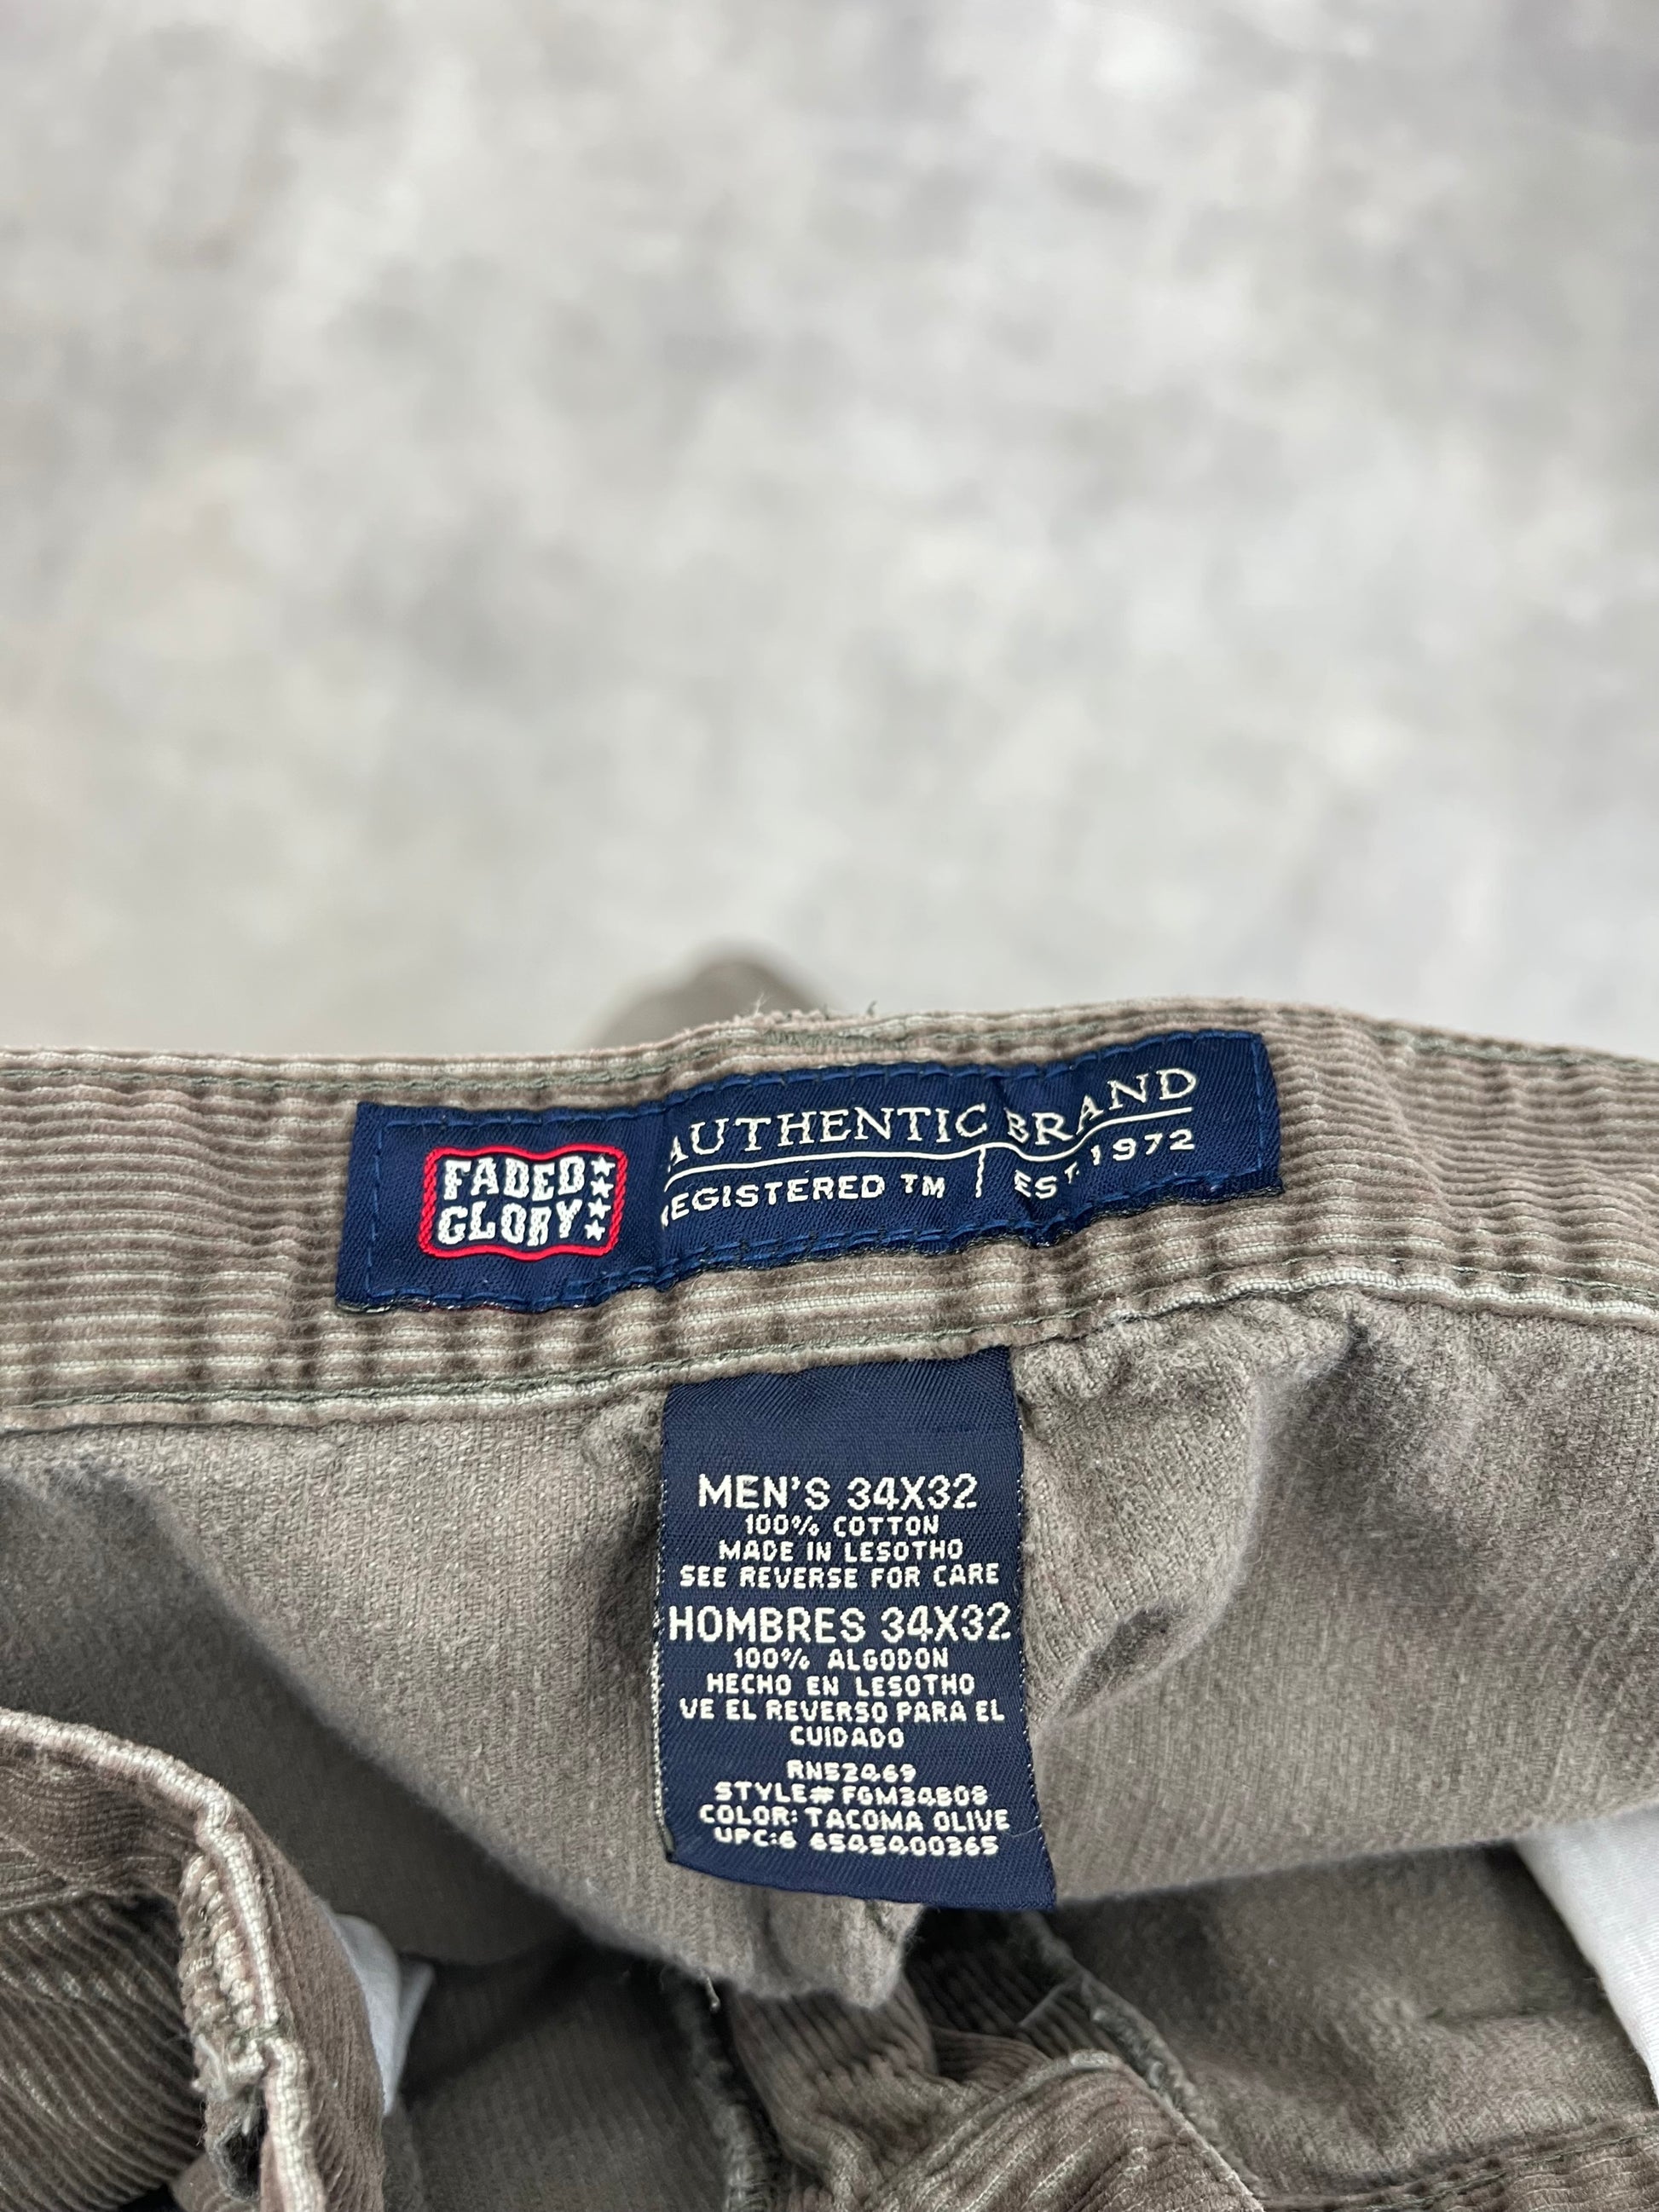 FADED
GLORY
AUTHENTIC BRAND
REGISTERED TM | EST. 1972
MEN'S 34X32
100% COTTON
MADE IN LESOTHO
SEE REVERSE FOR CARE
HOMBRES 34X32
100% ALGODON
HECHO EN LESOTHO
VE EL REVERSO PARA EL
CUIDADO
RN52469
STYLE# FGM34808
COLOR: TACOMA OLIVE
UPC:6 6545400365